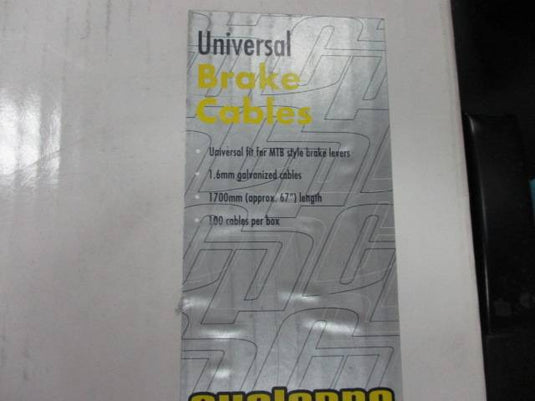 Universal
Brake
Cables
Universal fit for MTB style brake levers
1.6mm galvanized cables
1700mm (approx. 67") length
100 cables per box